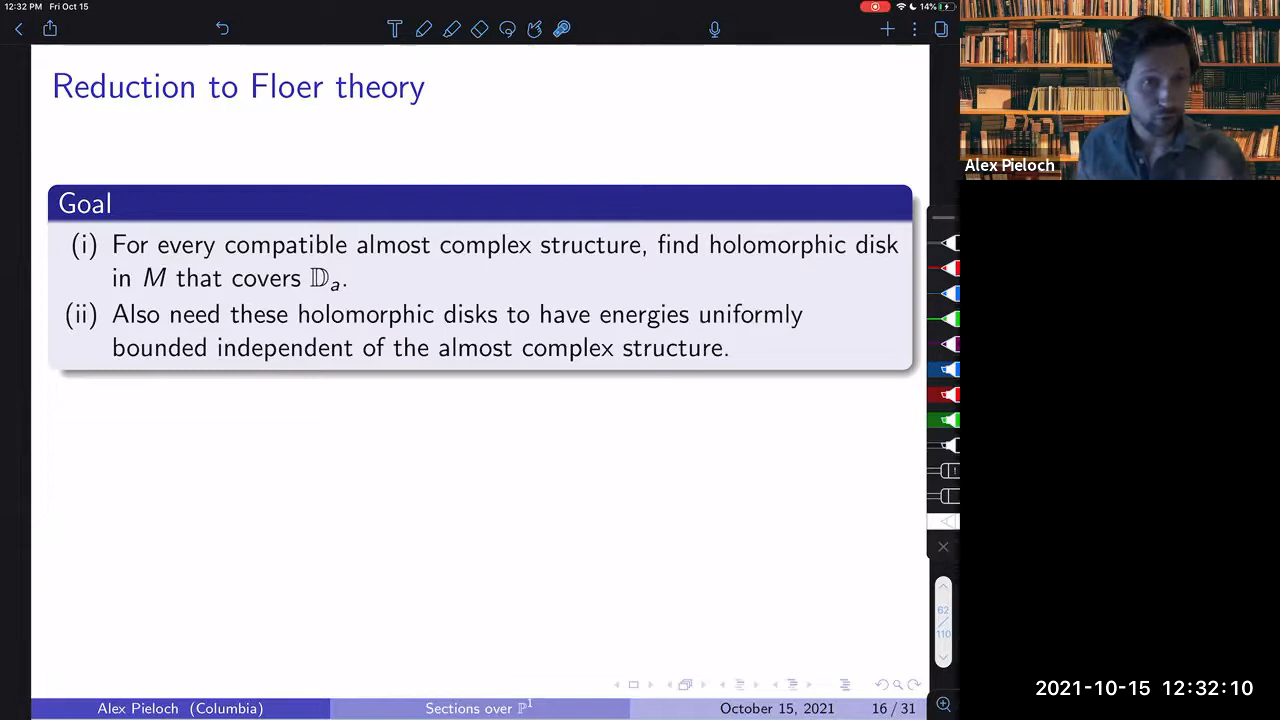 12:32 PM Fri Oct 15
14%
Reduction to Floer theory
Alex Pieloch
Goal
(i) For every compatible almost complex structure, find holomorphic disk
in M that covers 𝔻ₐ.
(ii) Also need these holomorphic disks to have energies uniformly
bounded independent of the almost complex structure.
62
110
2021-10-15 12:32:10
Alex Pieloch (Columbia)
Sections over ℙ¹
October 15, 2021
16 / 31